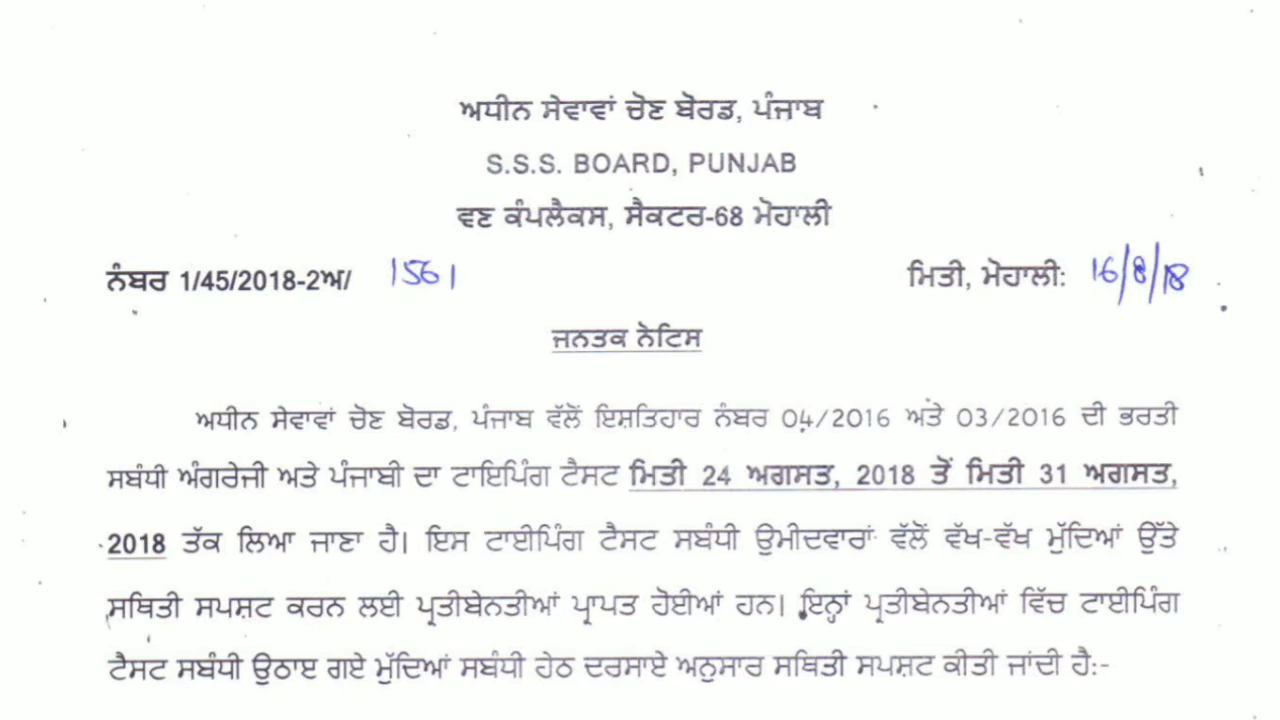 ਅਧੀਨ ਸੇਵਾਵਾਂ ਚੋਣ ਬੋਰਡ, ਪੰਜਾਬ
S.S.S. BOARD, PUNJAB
ਵਣ ਕੰਪਲੈਕਸ, ਸੈਕਟਰ-68 ਮੋਹਾਲੀ
ਨੰਬਰ 1/45/2018-2ਅ/ 1561 ਮਿਤੀ, ਮੋਹਾਲੀ: 16/8/18
ਜਨਤਕ ਨੋਟਿਸ
ਅਧੀਨ ਸੇਵਾਵਾਂ ਚੋਣ ਬੋਰਡ, ਪੰਜਾਬ ਵੱਲੋਂ ਇਸ਼ਤਿਹਾਰ ਨੰਬਰ 04/2016 ਅਤੇ 03/2016 ਦੀ ਭਰਤੀ
ਸਬੰਧੀ ਅੰਗਰੇਜੀ ਅਤੇ ਪੰਜਾਬੀ ਦਾ ਟਾਇਪਿੰਗ ਟੈਸਟ ਮਿਤੀ 24 ਅਗਸਤ, 2018 ਤੋਂ ਮਿਤੀ 31 ਅਗਸਤ,
2018 ਤੱਕ ਲਿਆ ਜਾਣਾ ਹੈ। ਇਸ ਟਾਈਪਿੰਗ ਟੈਸਟ ਸਬੰਧੀ ਉਮੀਦਵਾਰਾਂ ਵੱਲੋਂ ਵੱਖ-ਵੱਖ ਮੁੱਦਿਆਂ ਉੱਤੇ
ਸਥਿਤੀ ਸਪਸ਼ਟ ਕਰਨ ਲਈ ਪ੍ਰਤੀਬੇਨਤੀਆਂ ਪ੍ਰਾਪਤ ਹੋਈਆਂ ਹਨ। ਇਨ੍ਹਾਂ ਪ੍ਰਤੀਬੇਨਤੀਆਂ ਵਿੱਚ ਟਾਈਪਿੰਗ
ਟੈਸਟ ਸਬੰਧੀ ਉਠਾਏ ਗਏ ਮੁੱਦਿਆਂ ਸਬੰਧੀ ਹੇਠ ਦਰਸਾਏ ਅਨੁਸਾਰ ਸਥਿਤੀ ਸਪਸ਼ਟ ਕੀਤੀ ਜਾਂਦੀ ਹੈ:-